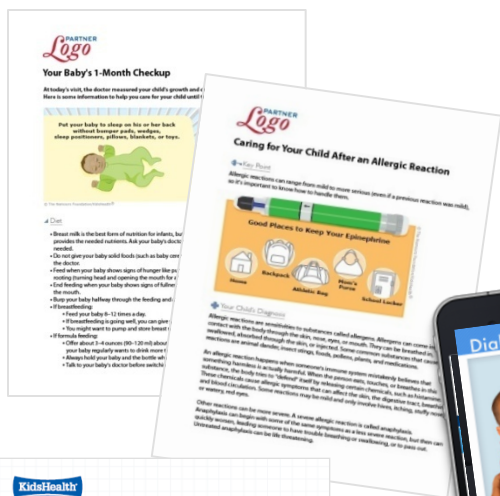 PARTNER
Logo
Your Baby's 1-Month Checkup
At today's visit, the doctor measured your child's growth and
Here is some information to help you care for your child until
Put your baby to sleep on his or her back
without bumper pads, wedges,
sleep positioners, pillows, blankets, or toys.
Diet
• Breast milk is the best form of nutrition for infants, bu
provides the needed nutrients. Ask your baby's docto
needed.
• Do not give your baby solid foods (such as baby cere
the doctor.
• Feed when your baby shows signs of hunger like pu
rooting (turning head and opening the mouth for
• End feeding when your baby shows signs of fullne
the mouth.
• Burp your baby halfway through the feeding and
• If breastfeeding:
• Feed your baby 8–12 times a day.
• If breastfeeding is going well, you can give
• You might want to pump and store breast
• If formula feeding:
• Offer about 3–4 ounces (90–120 ml) about
your baby regularly wants to drink more
• Always hold your baby and the bottle wh
• Talk to your baby's doctor before switchi
PARTNER
Logo
Caring for Your Child After an Allergic Reaction
Key Point
Allergic reactions can range from mild to more serious (even if a previous reaction was mild),
so it's important to know how to handle them.
Good Places to Keep Your Epinephrine
Home
Backpack
Athletic Bag
Mom's Purse
School Locker
Your Child's Diagnosis
Allergic reactions are sensitivities to substances called allergens. Allergens can come in
contact with the body through the skin, nose, eyes, or mouth. They can be breathed in,
swallowed, absorbed through the skin, or injected. Some common substances that cause
reactions are animal dander, insect stings, foods, pollens, plants, and medications.
An allergic reaction happens when someone's immune system mistakenly believes that
something harmless is actually harmful. When the person eats, touches, or breathes in the
substance, the body tries to "defend" itself by releasing certain chemicals, such as histamine.
These chemicals cause allergic symptoms that can affect the skin, the digestive tract, breathing
and blood circulation. Some reactions may be mild and only involve hives, itching, stuffy nose
or watery, red eyes.
Other reactions can be more severe. A severe allergic reaction is called anaphylaxis.
Anaphylaxis can begin with some of the same symptoms as a less severe reaction, but then can
quickly worsen, leading someone to have trouble breathing or swallowing, or to pass out.
Untreated anaphylaxis can be life threatening.
Dia
KidsHealth